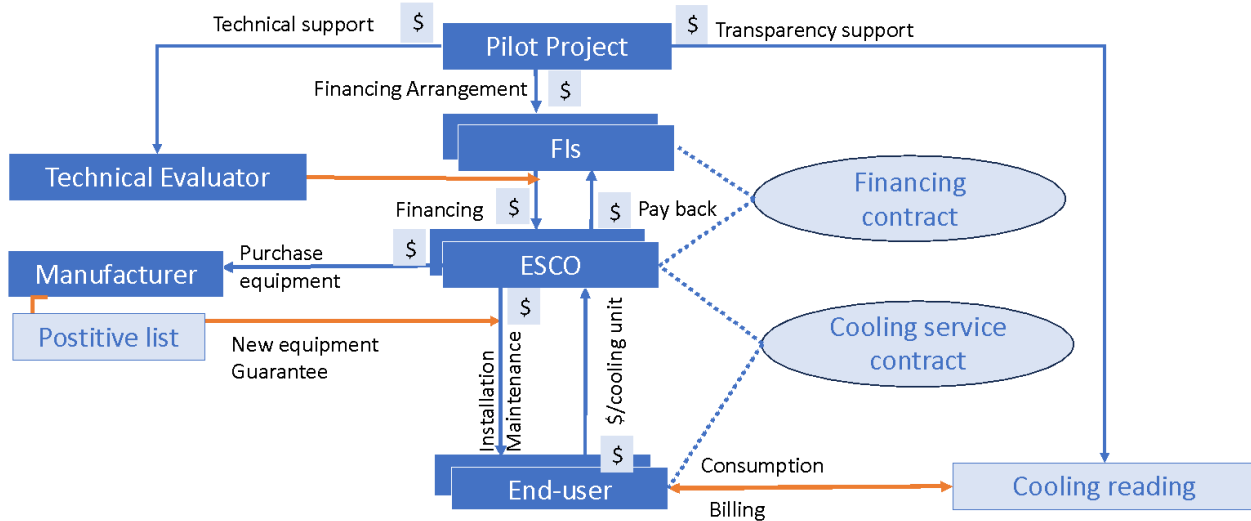 Technical support
$
Pilot Project
$
Transparency support
Financing Arrangement
$
FIs
Technical Evaluator
Financing
contract
Financing
$
$
Pay back
Purchase
equipment
$
Manufacturer
ESCO
Postitive list
New equipment
Guarantee
$
Installation
Maintenance
$/cooling unit
Cooling service
contract
$
End-user
Consumption
Billing
Cooling reading